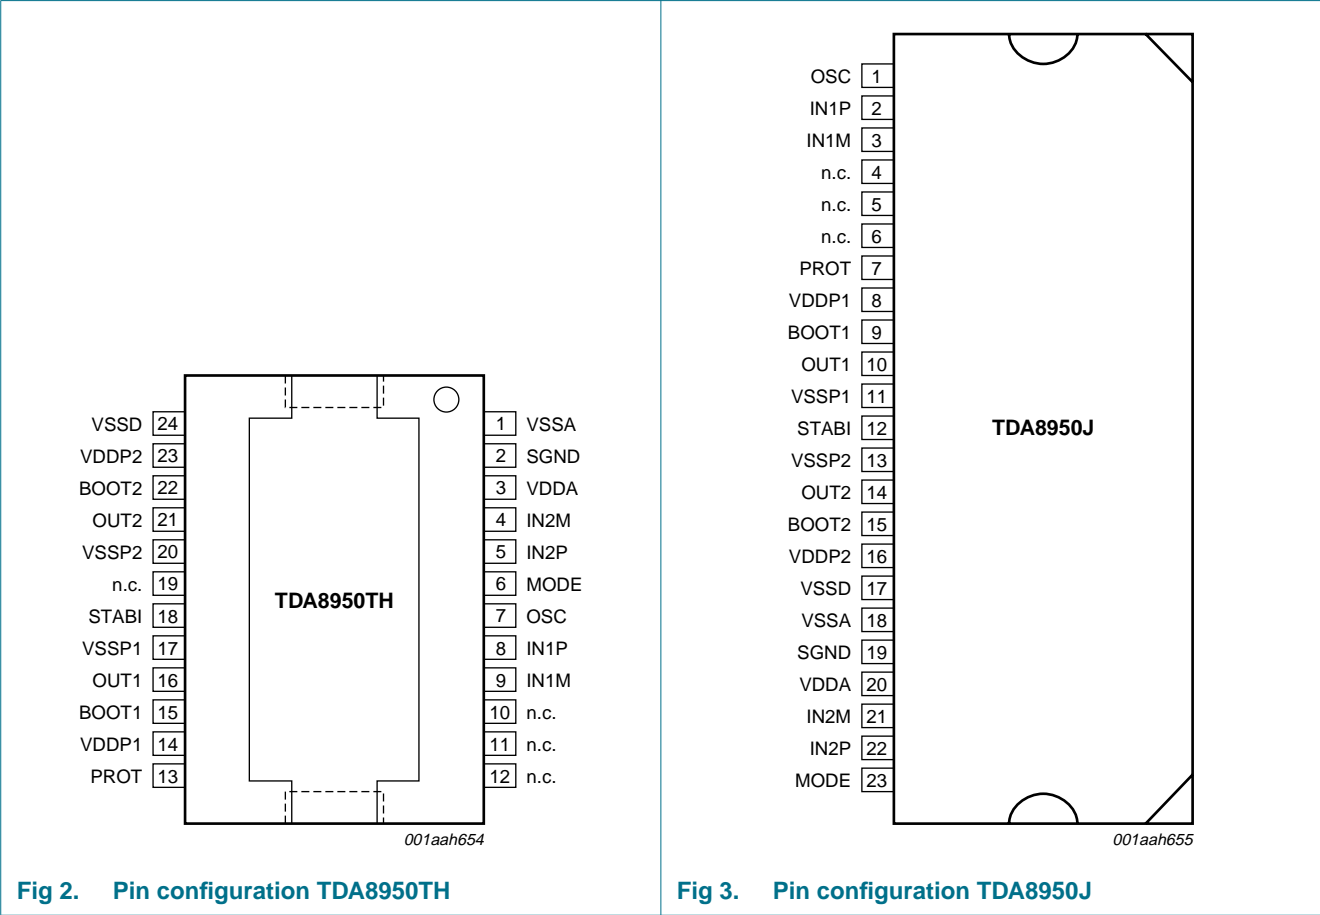 VSSD 24
VDDP2 23
BOOT2 22
OUT2 21
VSSP2 20
n.c. 19
STABI 18
VSSP1 17
OUT1 16
BOOT1 15
VDDP1 14
PROT 13
TDA8950TH
1 VSSA
2 SGND
3 VDDA
4 IN2M
5 IN2P
6 MODE
7 OSC
8 IN1P
9 IN1M
10 n.c.
11 n.c.
12 n.c.
001aah654
Fig 2. Pin configuration TDA8950TH
OSC 1
IN1P 2
IN1M 3
n.c. 4
n.c. 5
n.c. 6
PROT 7
VDDP1 8
BOOT1 9
OUT1 10
VSSP1 11
STABI 12
VSSP2 13
OUT2 14
BOOT2 15
VDDP2 16
VSSD 17
VSSA 18
SGND 19
VDDA 20
IN2M 21
IN2P 22
MODE 23
TDA8950J
001aah655
Fig 3. Pin configuration TDA8950J